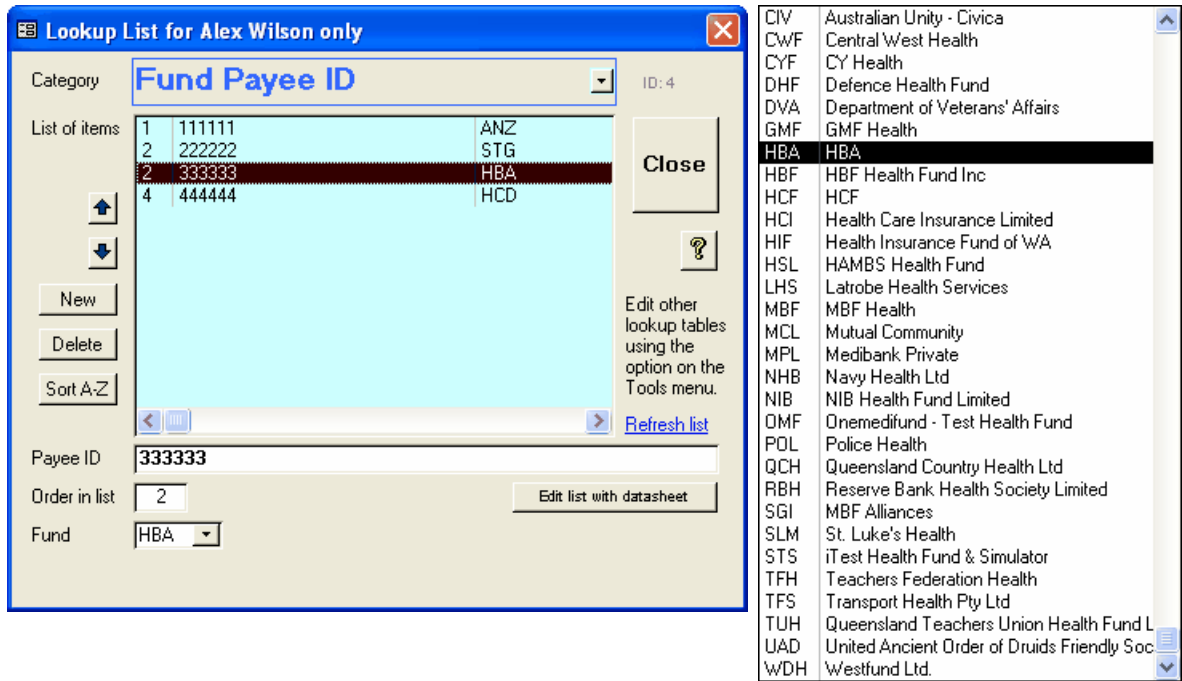 Lookup List for Alex Wilson only
Category Fund Payee ID ID: 4
List of items
1 111111 ANZ
2 222222 STG
2 333333 HBA
4 444444 HCD
Close
?
New
Delete
Sort A-Z
Edit other
lookup tables
using the
option on the
Tools menu.
Refresh list
Payee ID 333333
Order in list 2 Edit list with datasheet
Fund HBA
CIV Australian Unity - Civica
CWF Central West Health
CYF CY Health
DHF Defence Health Fund
DVA Department of Veterans' Affairs
GMF GMF Health
HBA HBA
HBF HBF Health Fund Inc
HCF HCF
HCI Health Care Insurance Limited
HIF Health Insurance Fund of WA
HSL HAMBS Health Fund
LHS Latrobe Health Services
MBF MBF Health
MCL Mutual Community
MPL Medibank Private
NHB Navy Health Ltd
NIB NIB Health Fund Limited
OMF Onemedifund - Test Health Fund
POL Police Health
QCH Queensland Country Health Ltd
RBH Reserve Bank Health Society Limited
SGI MBF Alliances
SLM St. Luke's Health
STS iTest Health Fund & Simulator
TFH Teachers Federation Health
TFS Transport Health Pty Ltd
TUH Queensland Teachers Union Health Fund L
UAD United Ancient Order of Druids Friendly Soc
WDH Westfund Ltd.